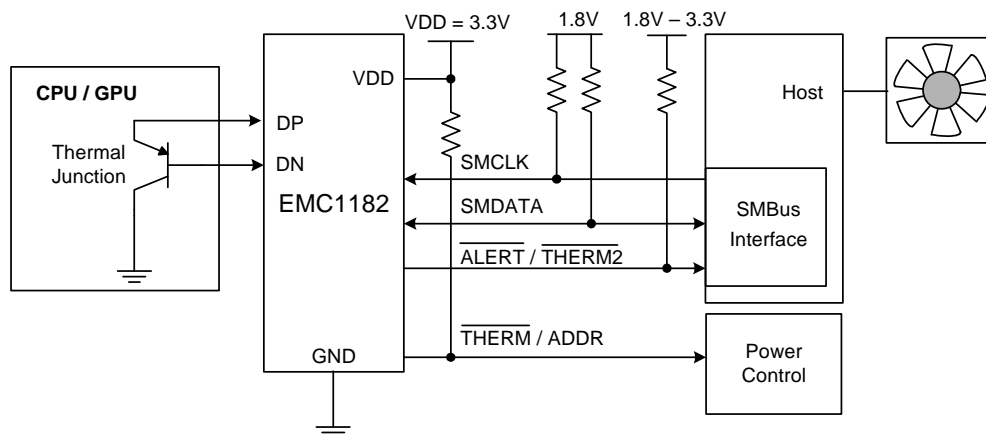 VDD = 3.3V
1.8V
1.8V – 3.3V
CPU / GPU
VDD
Host
DP
Thermal
Junction
DN
EMC1182
SMCLK
SMDATA
SMBus
Interface
ALERT / THERM2
THERM / ADDR
GND
Power
Control